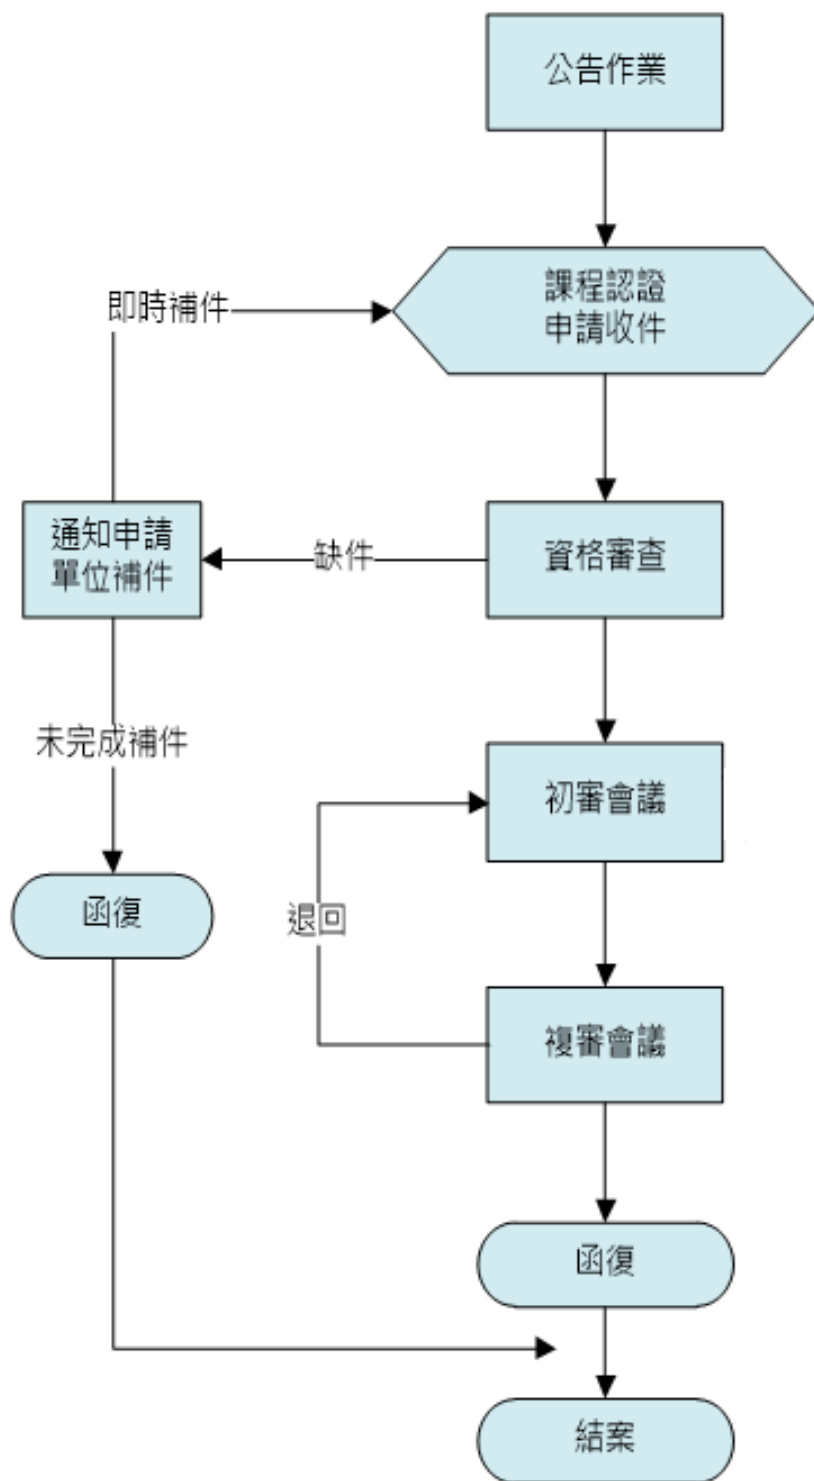 公告作業
課程認證
申請收件
即時補件
通知申請
單位補件
缺件
資格審查
未完成補件
初審會議
函復
退回
複審會議
函復
結案